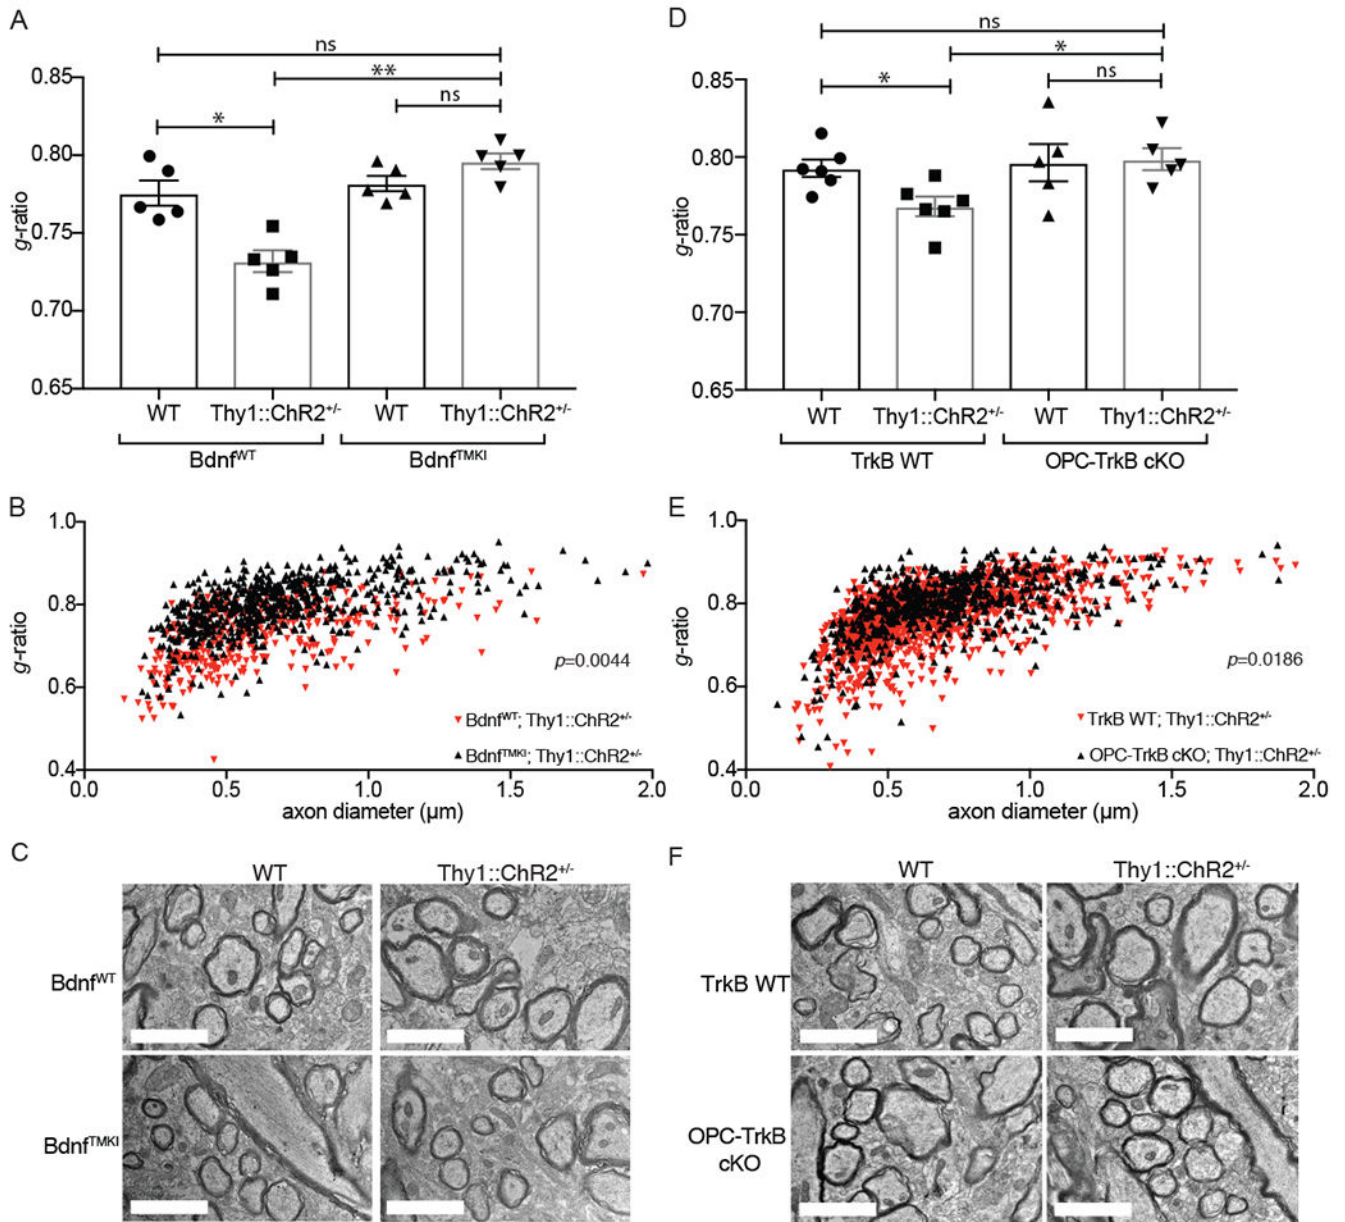 A
ns
**
ns
*
0.85
0.80
0.75
0.70
0.65
g-ratio
WT
Thy1::ChR2+/-
WT
Thy1::ChR2+/-
BdnfWT
BdnfTMKI
D
ns
*
ns
*
0.85
0.80
0.75
0.70
0.65
g-ratio
WT
Thy1::ChR2+/-
WT
Thy1::ChR2+/-
TrkB WT
OPC-TrkB cKO
B
1.0
0.8
0.6
0.4
g-ratio
p=0.0044
BdnfWT; Thy1::ChR2+/-
BdnfTMKI; Thy1::ChR2+/-
0.0
0.5
1.0
1.5
2.0
axon diameter (µm)
E
1.0
0.8
0.6
0.4
g-ratio
p=0.0186
TrkB WT; Thy1::ChR2+/-
OPC-TrkB cKO; Thy1::ChR2+/-
0.0
0.5
1.0
1.5
2.0
axon diameter (µm)
C
WT
Thy1::ChR2+/-
BdnfWT
BdnfTMKI
F
WT
Thy1::ChR2+/-
TrkB WT
OPC-TrkB
cKO